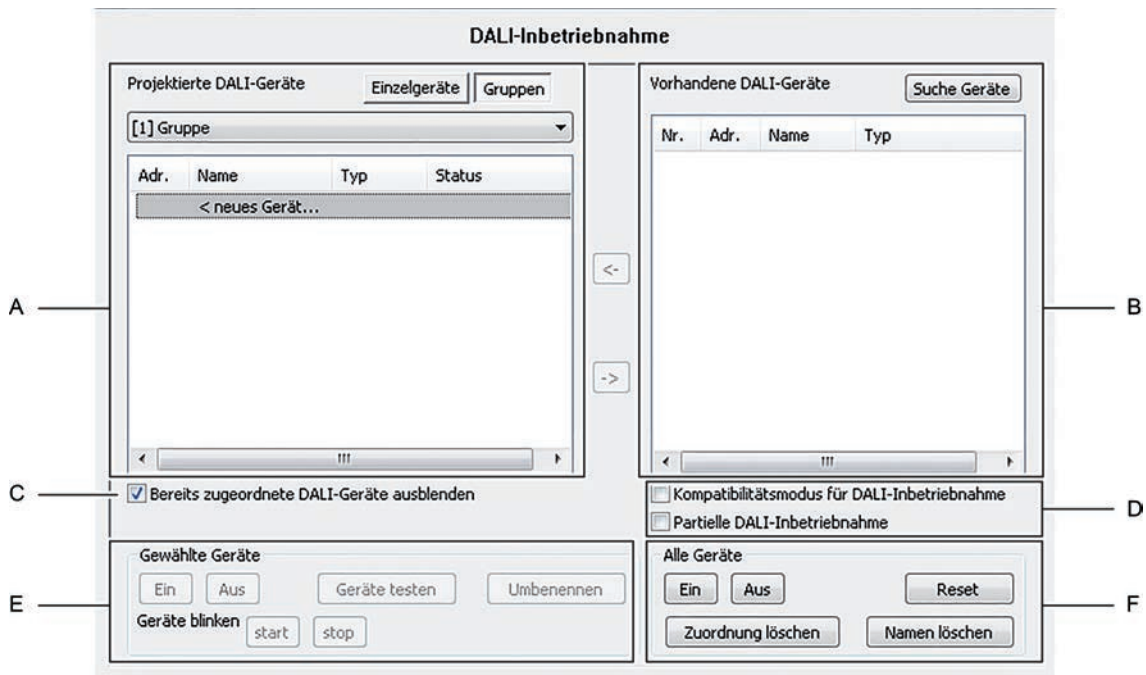 DALI-Inbetriebnahme
Projektierte DALI-Geräte
Einzelgeräte
Gruppen
[1] Gruppe
Adr. Name Typ Status
< neues Gerät...
<-
->
Vorhandene DALI-Geräte
Suche Geräte
Nr. Adr. Name Typ
A
B
C
Bereits zugeordnete DALI-Geräte ausblenden
Kompatibilitätsmodus für DALI-Inbetriebnahme
Partielle DALI-Inbetriebnahme
D
E
Gewählte Geräte
Ein Aus Geräte testen Umbenennen
Geräte blinken start stop
Alle Geräte
Ein Aus Reset
Zuordnung löschen Namen löschen
F